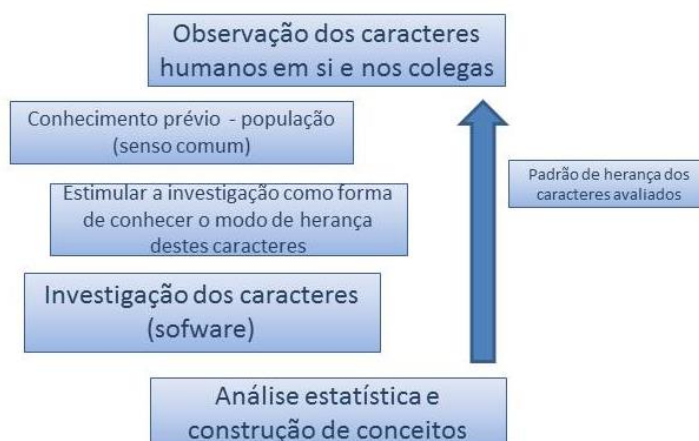 Observação dos caracteres
humanos em si e nos colegas
Conhecimento prévio - população
(senso comum)
Padrão de herança dos
caracteres avaliados
Estimular a investigação como forma
de conhecer o modo de herança
destes caracteres
Investigação dos caracteres
(sofware)
Análise estatística e
construção de conceitos